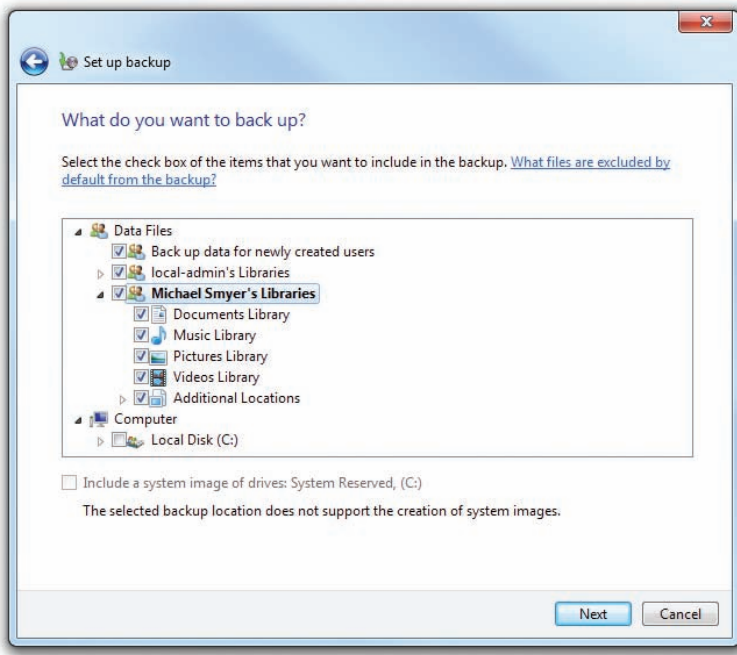 Set up backup
What do you want to back up?
Select the check box of the items that you want to include in the backup. What files are excluded by
default from the backup?
Data Files
Back up data for newly created users
local-admin's Libraries
Michael Smyer's Libraries
Documents Library
Music Library
Pictures Library
Videos Library
Additional Locations
Computer
Local Disk (C:)
Include a system image of drives: System Reserved, (C:)
The selected backup location does not support the creation of system images.
Next Cancel